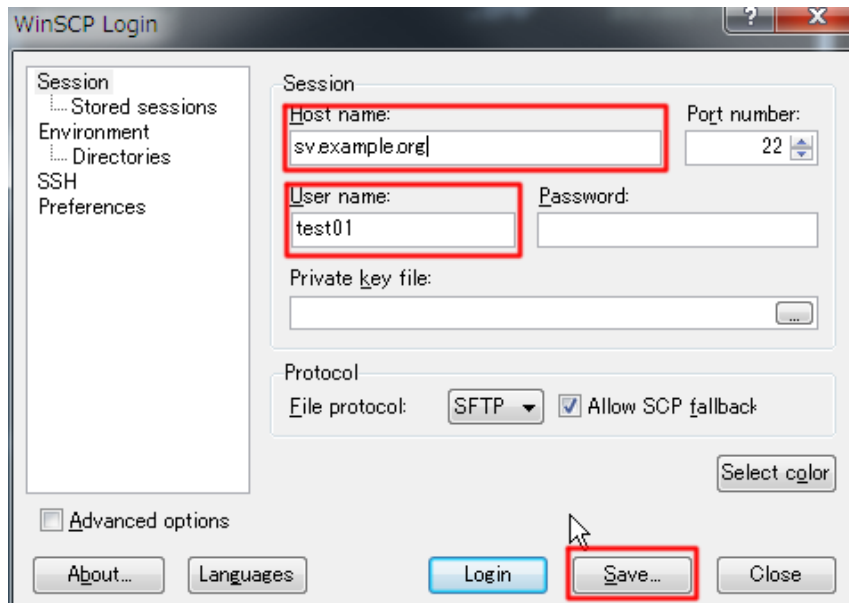 WinSCP Login
?
X
Session
Stored sessions
Environment
Directories
SSH
Preferences
Session
Host name:
Port number:
sv.example.org
22
User name:
Password:
test01
Private key file:
...
Protocol
File protocol:
SFTP
Allow SCP fallback
Select color
Advanced options
About...
Languages
Login
Save...
Close